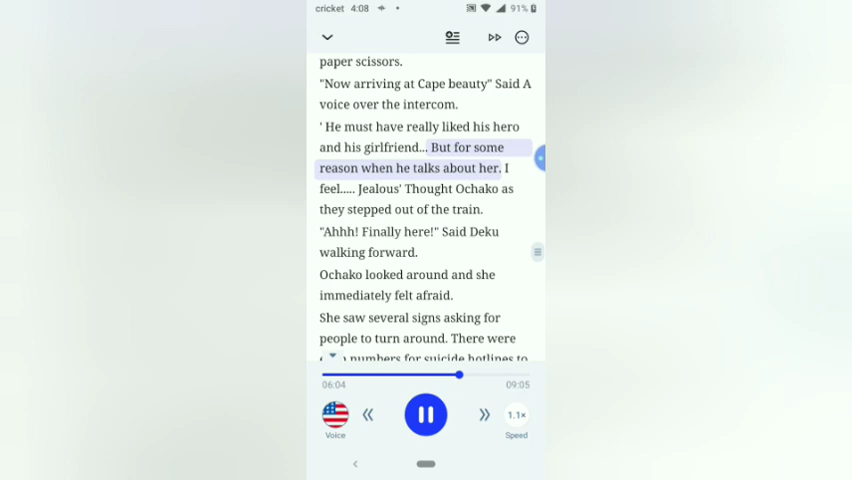 cricket 4:08
91%
paper scissors.
"Now arriving at Cape beauty" Said A
voice over the intercom.
' He must have really liked his hero
and his girlfriend... But for some
reason when he talks about her. I
feel..... Jealous' Thought Ochako as
they stepped out of the train.
"Ahhh! Finally here!" Said Deku
walking forward.
Ochako looked around and she
immediately felt afraid.
She saw several signs asking for
people to turn around. There were
numbers for suicide hotlines to
06:04
09:05
1.1×
Voice
Speed